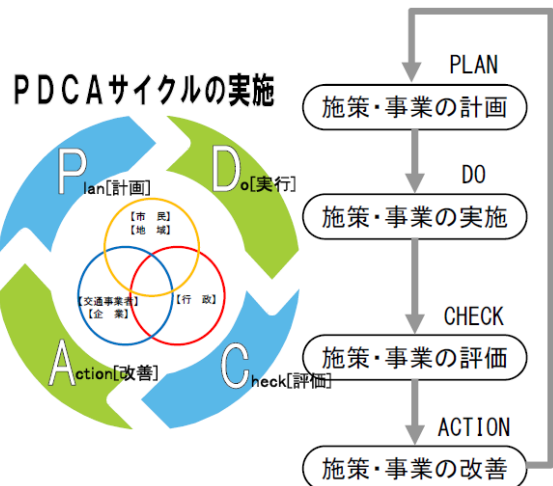 PDCAサイクルの実施
Plan[計画]
Do[実行]
【市　民】
【地　域】
【交通事業者】
【企　業】
【行　政】
Action[改善]
Check[評価]
PLAN
施策・事業の計画
DO
施策・事業の実施
CHECK
施策・事業の評価
ACTION
施策・事業の改善